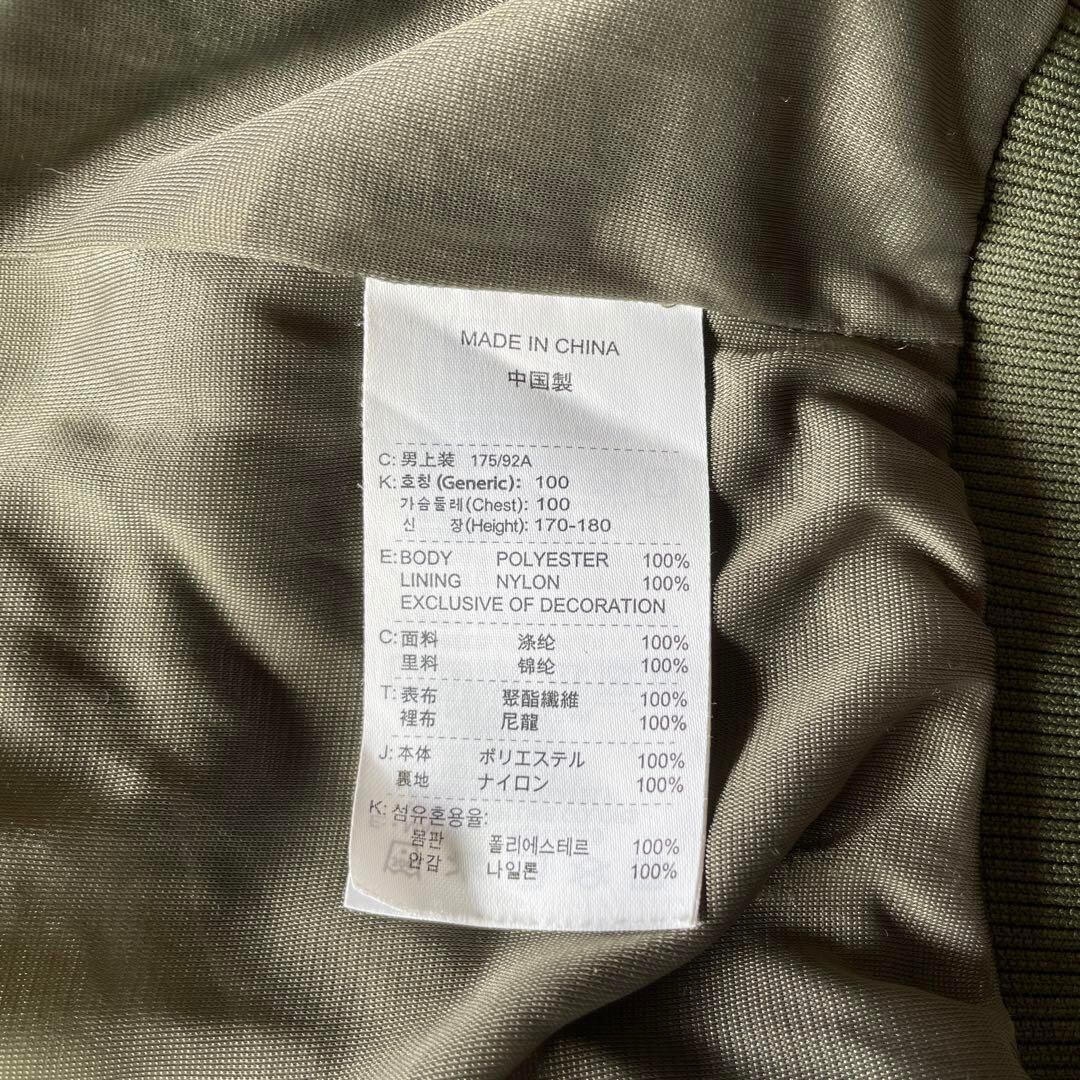 MADE IN CHINA
中国製
C: 男上装 175/92A
K: 호칭 (Generic): 100
가슴둘레(Chest): 100
신 장(Height): 170-180
E: BODY POLYESTER 100%
LINING NYLON 100%
EXCLUSIVE OF DECORATION
C: 面料 涤纶 100%
里料 锦纶 100%
T: 表布 聚酯纖維 100%
裡布 尼龍 100%
J: 本体 ポリエステル 100%
裏地 ナイロン 100%
K: 섬유혼용율:
몸판 폴리에스테르 100%
안감 나일론 100%